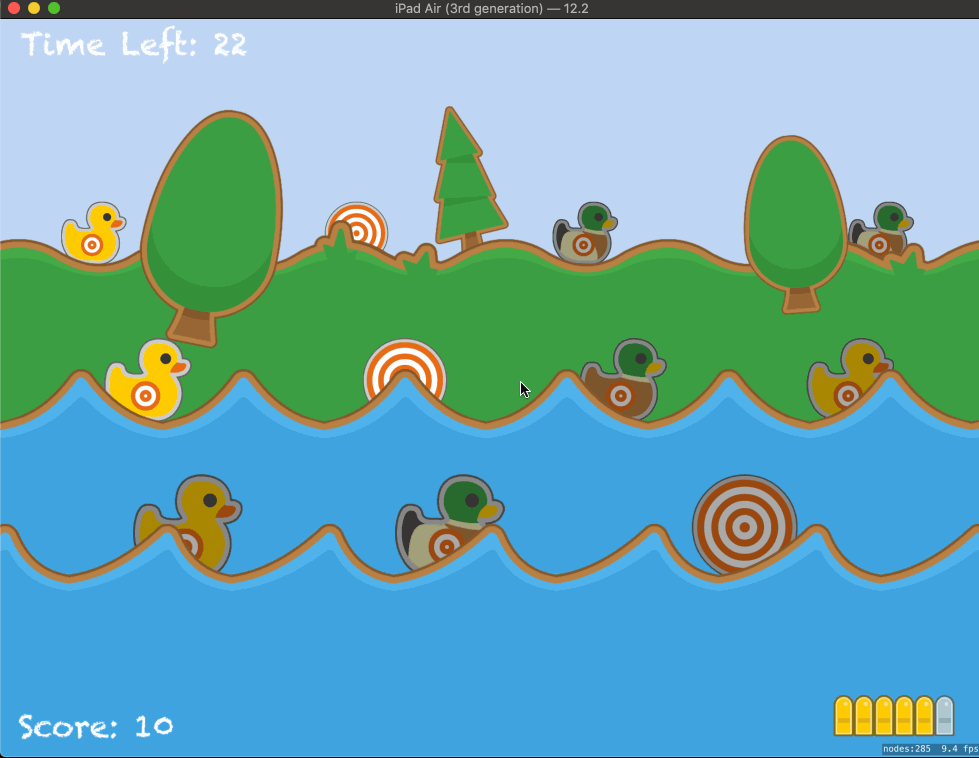 iPad Air (3rd generation) — 12.2
Time Left: 22
Score: 10
nodes:285 9.4 fps